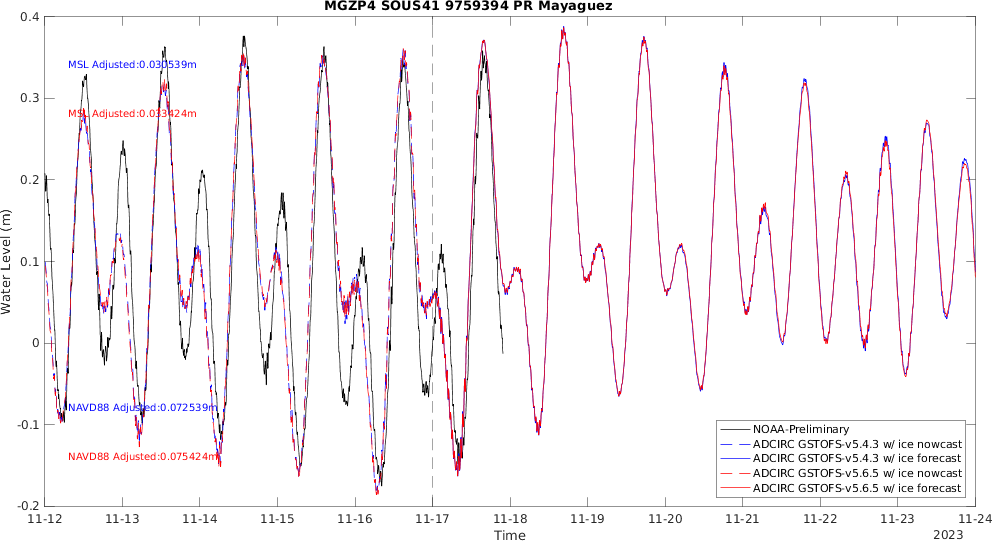 MGZP4 SOUS41 9759394 PR Mayaguez
0.4
0.3
0.2
0.1
0
-0.1
-0.2
Water Level (m)
MSL Adjusted:0.030539m
MSL Adjusted:0.033424m
NAVD88 Adjusted:0.072539m
NAVD88 Adjusted:0.075424m
NOAA-Preliminary
ADCIRC GSTOFS-v5.4.3 w/ ice nowcast
ADCIRC GSTOFS-v5.4.3 w/ ice forecast
ADCIRC GSTOFS-v5.6.5 w/ ice nowcast
ADCIRC GSTOFS-v5.6.5 w/ ice forecast
11-12 11-13 11-14 11-15 11-16 11-17 11-18 11-19 11-20 11-21 11-22 11-23 11-24
Time
2023